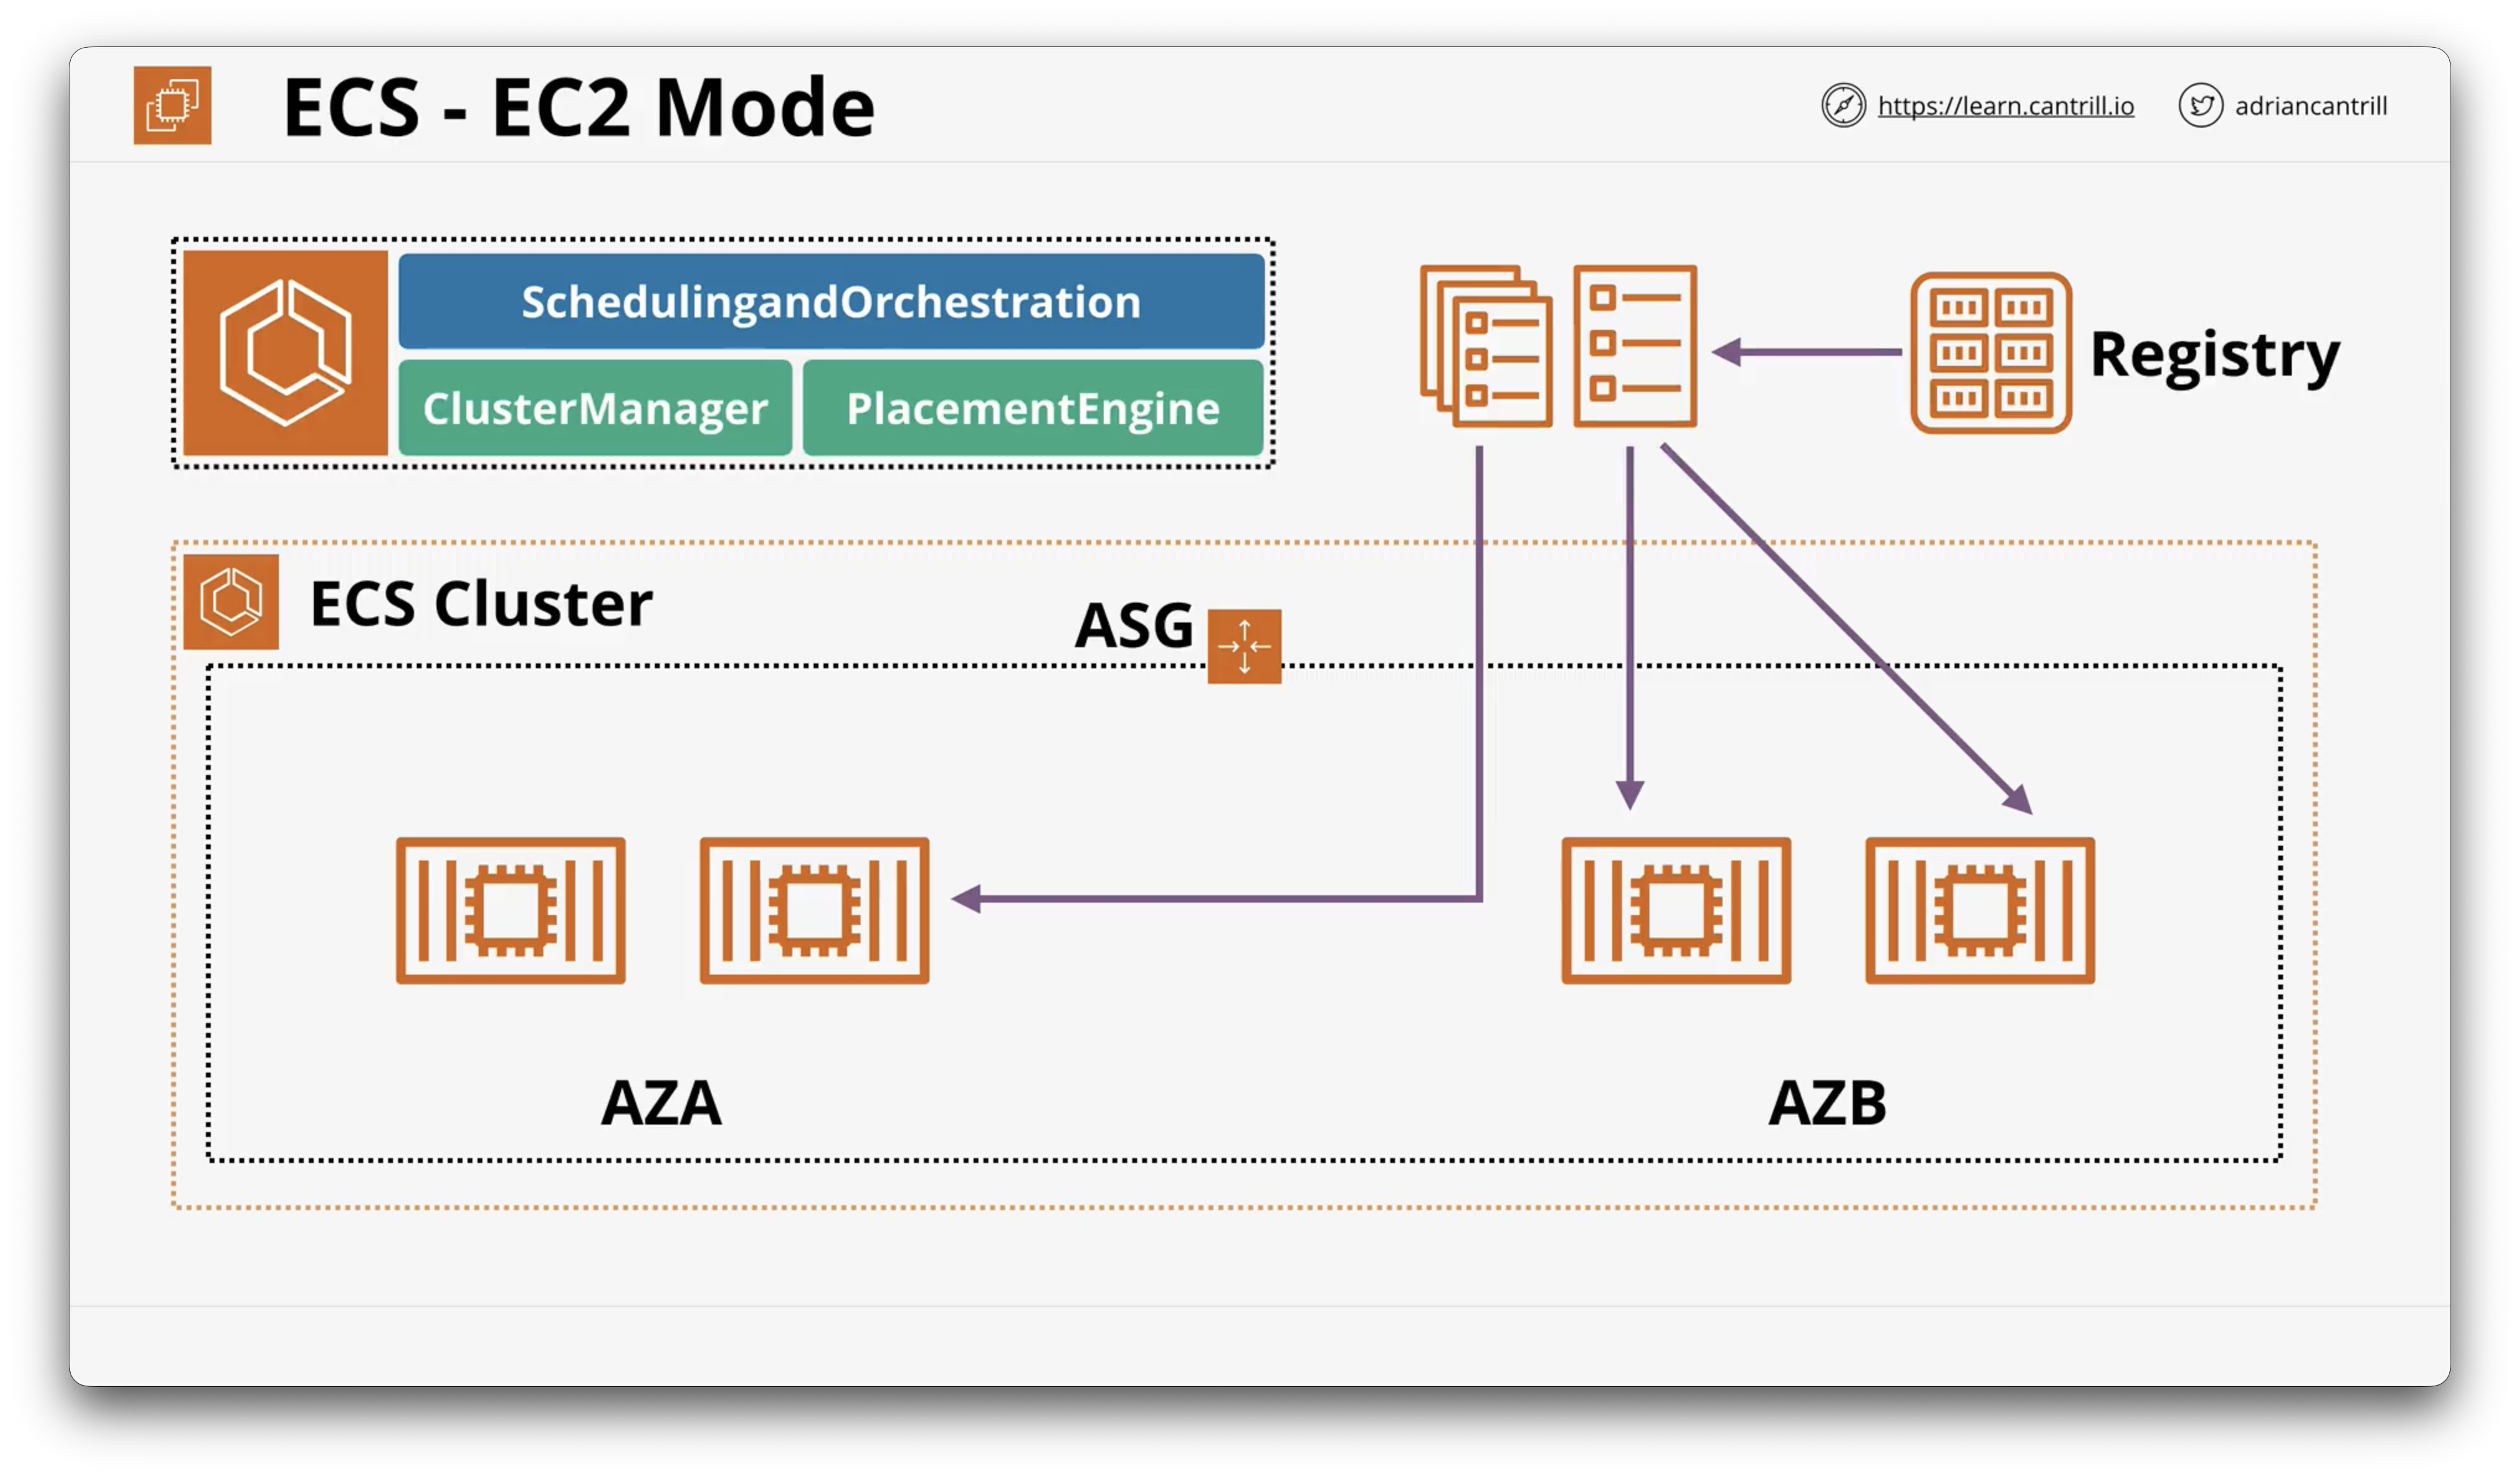 ECS - EC2 Mode
https://learn.cantrill.io
adriancantrill
SchedulingandOrchestration
ClusterManager
PlacementEngine
Registry
ECS Cluster
ASG
AZA
AZB